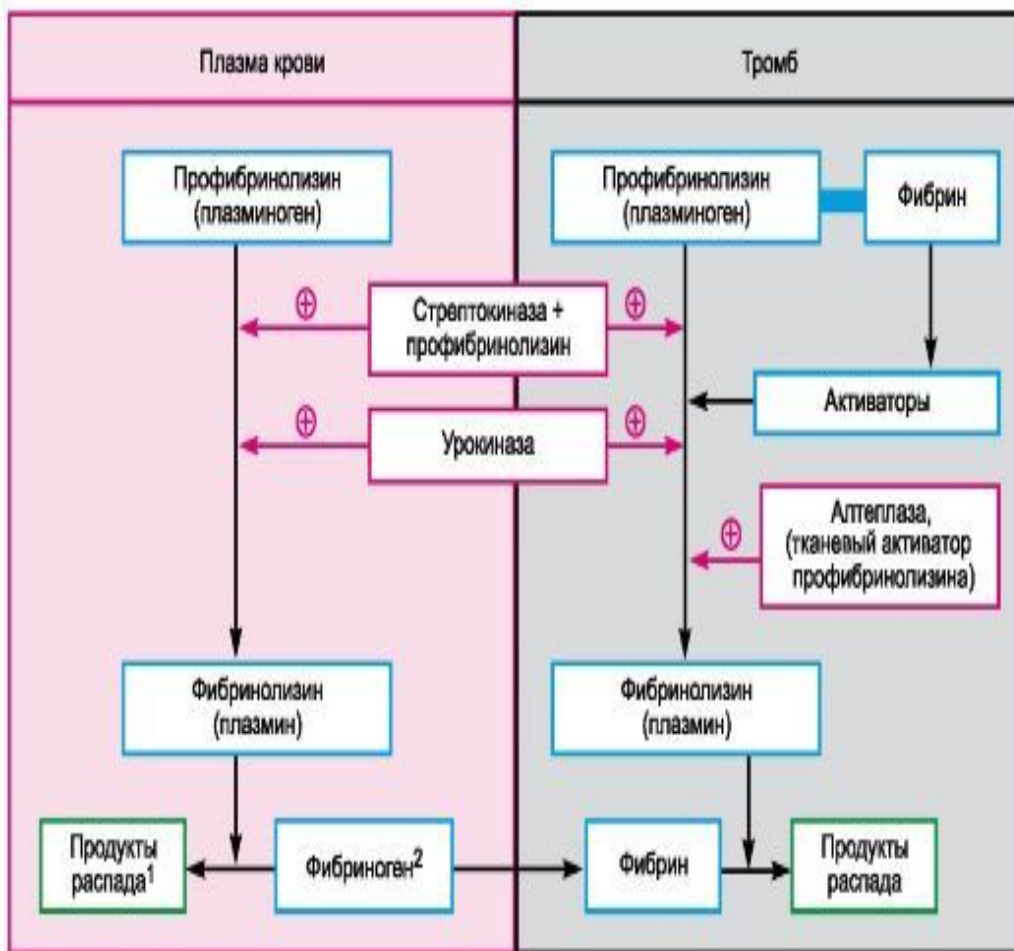 Плазма крови
Тромб
Профибринолизин
(плазминоген)
Профибринолизин
(плазминоген)
Фибрин
⊕
Стрептокиназа +
профибринолизин
⊕
Активаторы
⊕
Урокиназа
⊕
⊕
Алтеплаза,
(тканевый активатор
профибринолизина)
Фибринолизин
(плазмин)
Фибринолизин
(плазмин)
Продукты
распада¹
Фибриноген²
Фибрин
Продукты
распада